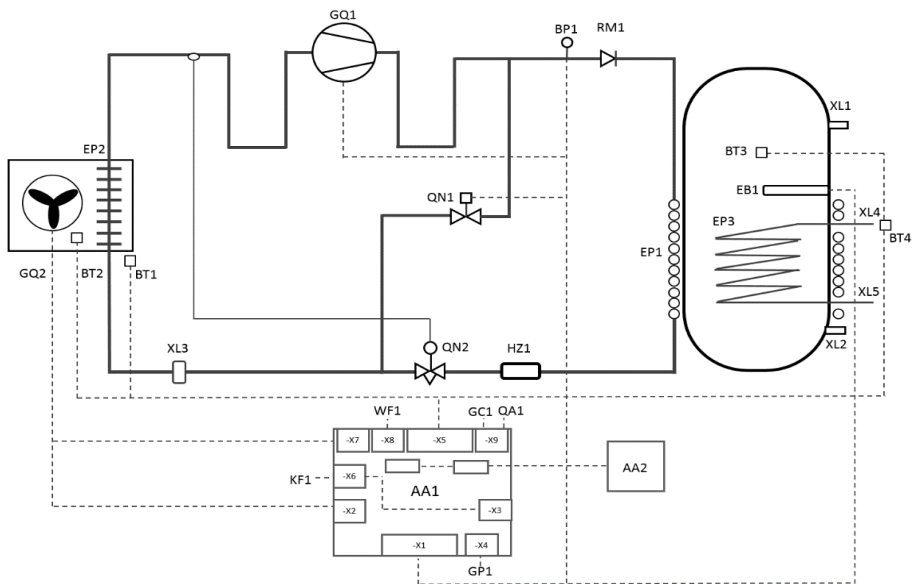 GQ1
BP1
RM1
XL1
EP2
BT3
EB1
QN1
XL4
EP3
EP1
BT4
GQ2
BT2
BT1
XL5
XL3
QN2
HZ1
XL2
WF1
GC1
QA1
-X7
-X8
-X5
-X9
KF1
-X6
AA1
AA2
-X2
-X3
-X1
-X4
GP1